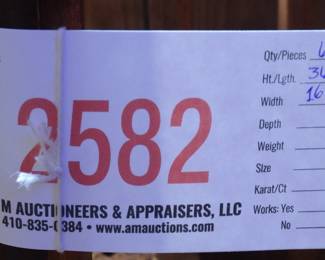 2582
M AUCTIONEERS & APPRAISERS, LLC
410-835-0384 • www.amauctions.com
Qty/Pieces
Ht./Lgth. 36
Width 16
Depth
Weight
Size
Karat/Ct
Works: Yes
No